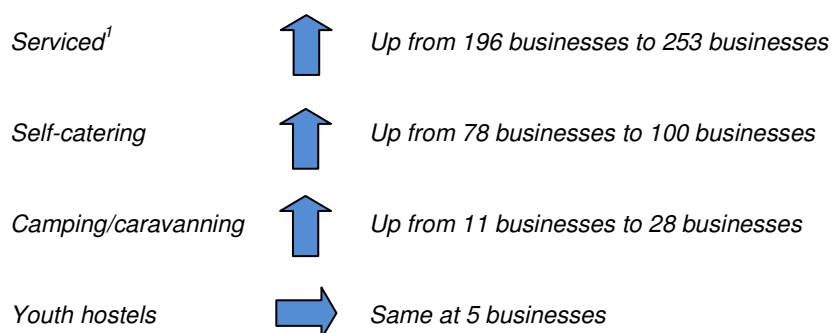 Serviced¹ Up from 196 businesses to 253 businesses
Self-catering Up from 78 businesses to 100 businesses
Camping/caravanning Up from 11 businesses to 28 businesses
Youth hostels Same at 5 businesses